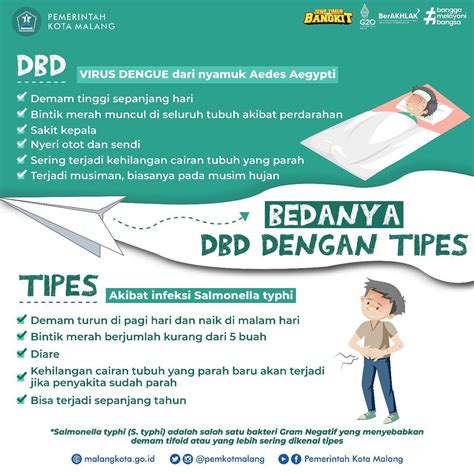 PEMERINTAH
KOTA MALANG
JAWA TIMUR
BANGKIT
G20
BerAKHLAK
#bangga
melayani
bangsa
DBD
VIRUS DENGUE dari nyamuk Aedes Aegypti
Demam tinggi sepanjang hari
Bintik merah muncul di seluruh tubuh akibat perdarahan
Sakit kepala
Nyeri otot dan sendi
Sering terjadi kehilangan cairan tubuh yang parah
Terjadi musiman, biasanya pada musim hujan
BEDANYA
DBD DENGAN TIPES
TIPES
Akibat infeksi Salmonella typhi
Demam turun di pagi hari dan naik di malam hari
Bintik merah berjumlah kurang dari 5 buah
Diare
Kehilangan cairan tubuh yang parah baru akan terjadi
jika penyakita sudah parah
Bisa terjadi sepanjang tahun
*Salmonella typhi (S. typhi) adalah salah satu bakteri Gram Negatif yang menyebabkan
demam tifoid atau yang lebih sering dikenal tipes
malangkota.go.id
@pemkotmalang
Pemerintah Kota Malang